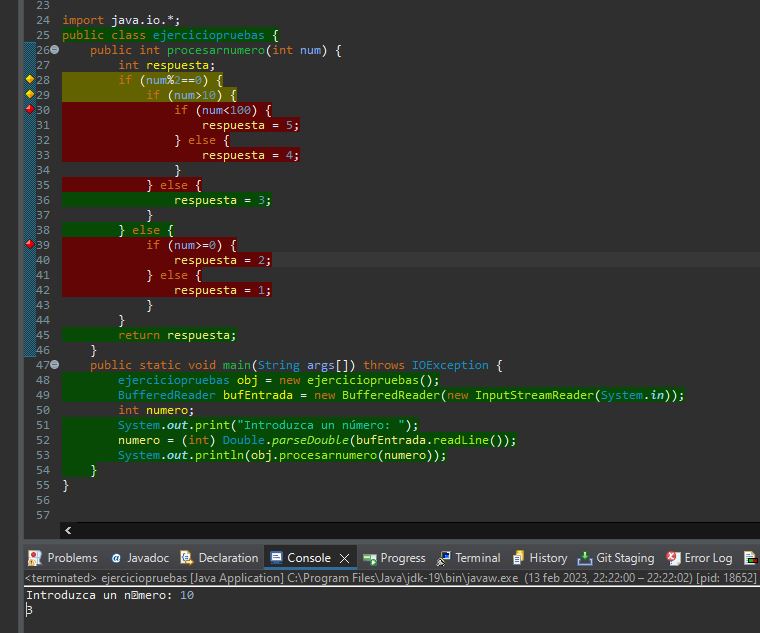 23
24 import java.io.*;
25 public class ejerciciopruebas {
26 public int procesarnumero(int num) {
27 int respuesta;
28 if (num%2==0) {
29 if (num>10) {
30 if (num<100) {
31 respuesta = 5;
32 } else {
33 respuesta = 4;
34 }
35 } else {
36 respuesta = 3;
37 }
38 } else {
39 if (num>=0) {
40 respuesta = 2;
41 } else {
42 respuesta = 1;
43 }
44 }
45 return respuesta;
46 }
47 public static void main(String args[]) throws IOException {
48 ejerciciopruebas obj = new ejerciciopruebas();
49 BufferedReader bufEntrada = new BufferedReader(new InputStreamReader(System.in));
50 int numero;
51 System.out.print("Introduzca un número: ");
52 numero = (int) Double.parseDouble(bufEntrada.readLine());
53 System.out.println(obj.procesarnumero(numero));
54 }
55 }
56
57
Problems @ Javadoc Declaration Console Progress Terminal History Git Staging Error Log
<terminated> ejerciciopruebas [Java Application] C:\Program Files\Java\jdk-19\bin\javaw.exe (13 feb 2023, 22:22:00 – 22:22:02) [pid: 18652]
Introduzca un n�mero: 10
3